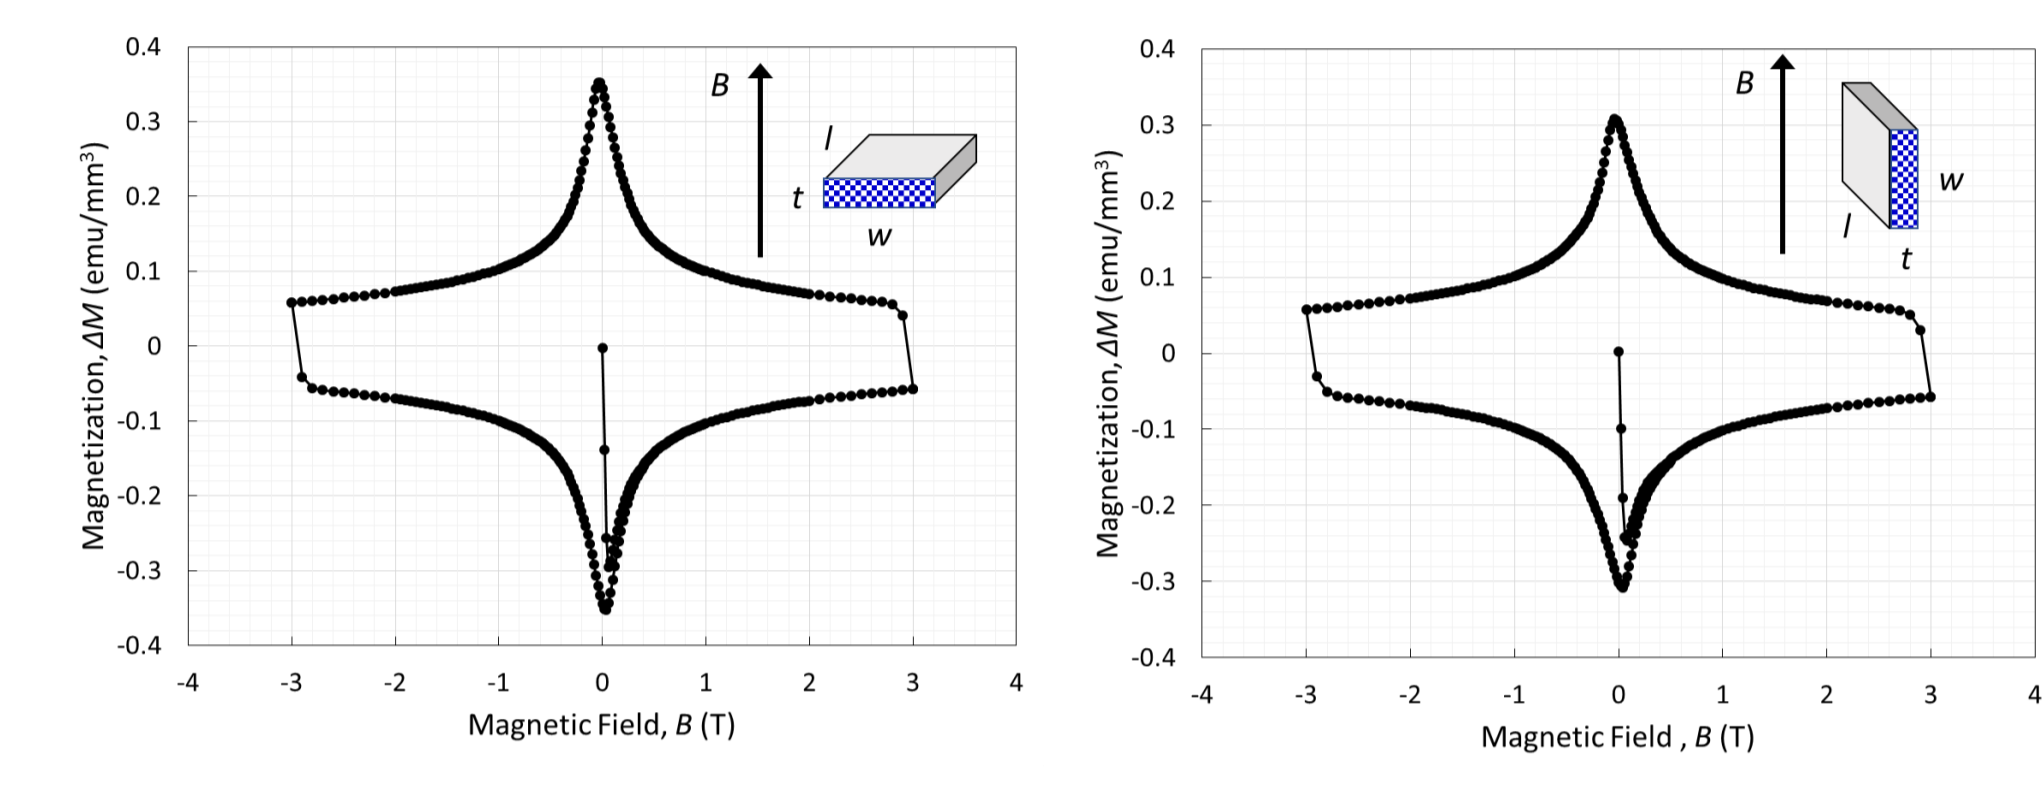 0.4
0.3
0.2
0.1
0
-0.1
-0.2
-0.3
-0.4
Magnetization, ΔM (emu/mm³)
B
l
t
w
-4 -3 -2 -1 0 1 2 3 4
Magnetic Field, B (T)
0.4
0.3
0.2
0.1
0
-0.1
-0.2
-0.3
-0.4
Magnetization, ΔM (emu/mm³)
B
w
l
t
-4 -3 -2 -1 0 1 2 3 4
Magnetic Field , B (T)